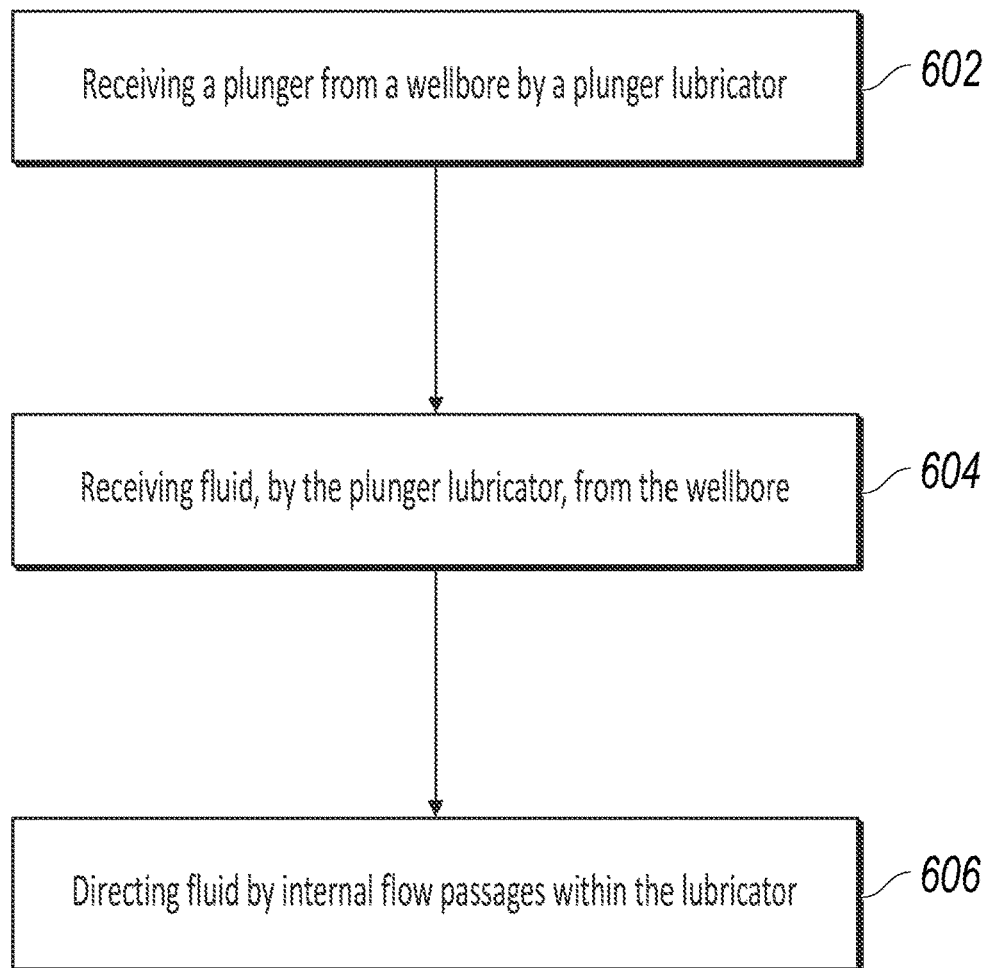 Receiving a plunger from a wellbore by a plunger lubricator
602
Receiving fluid, by the plunger lubricator, from the wellbore
604
Directing fluid by internal flow passages within the lubricator
606